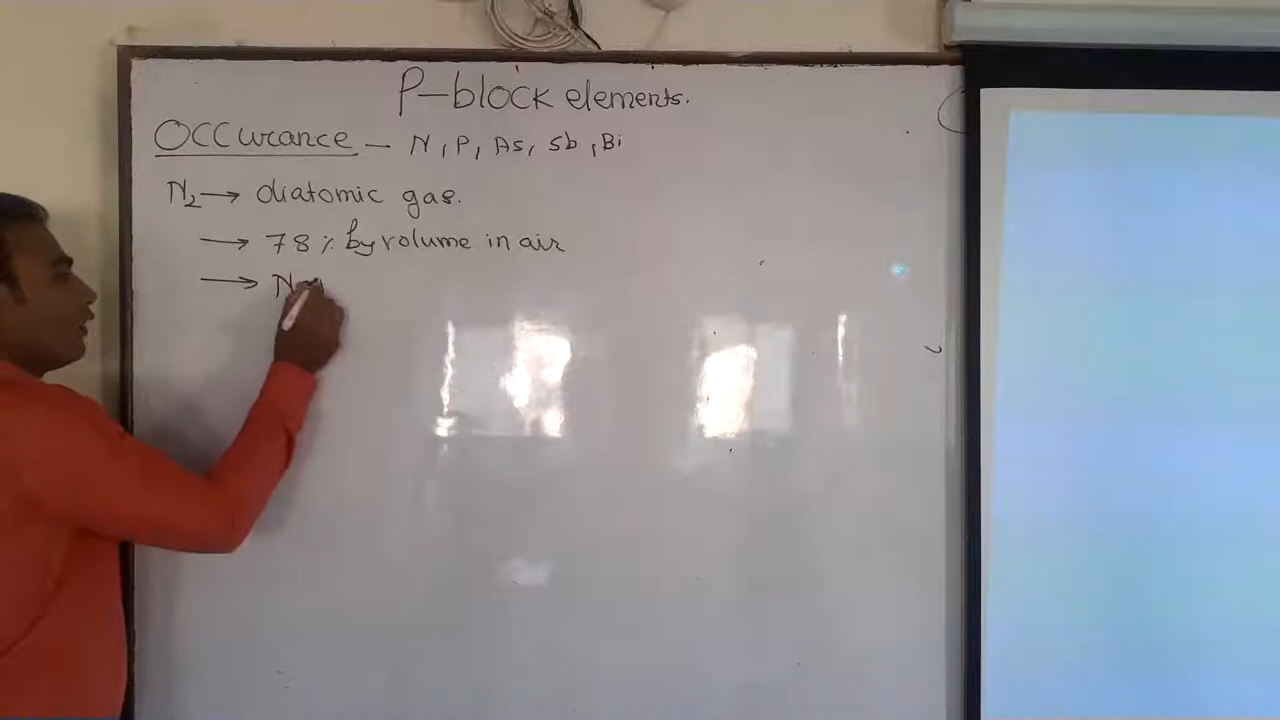 P-block elements.
Occurance - N, P, As, Sb, Bi
N₂ → diatomic gas.
→ 78% by volume in air
→ N